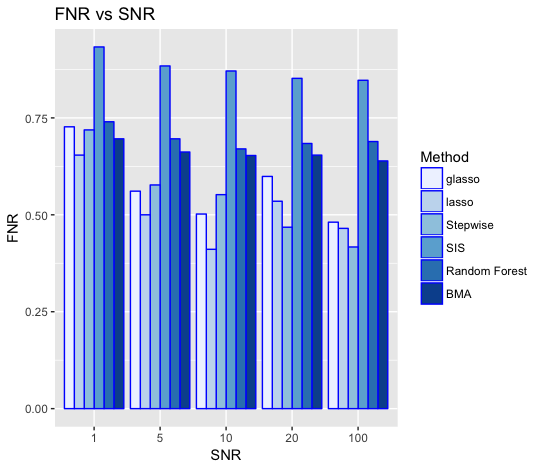 FNR vs SNR
FNR
0.75
0.50
0.25
0.00
1 5 10 20 100
SNR
Method
glasso
lasso
Stepwise
SIS
Random Forest
BMA